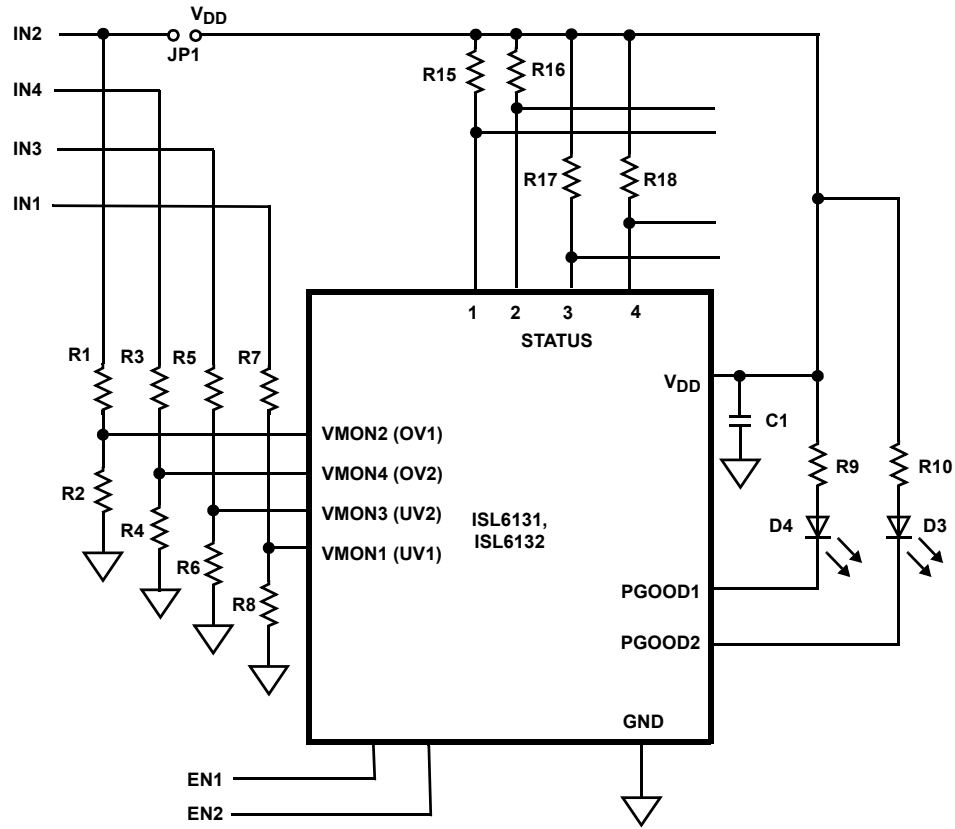 IN2
V_DD
JP1
R15
R16
IN4
IN3
R17
R18
IN1
1 2 3 4
STATUS
R1
R3
R5
R7
V_DD
C1
VMON2 (OV1)
R9
R10
VMON4 (OV2)
R2
R4
VMON3 (UV2)
ISL6131,
ISL6132
D4
D3
VMON1 (UV1)
R6
R8
PGOOD1
PGOOD2
GND
EN1
EN2